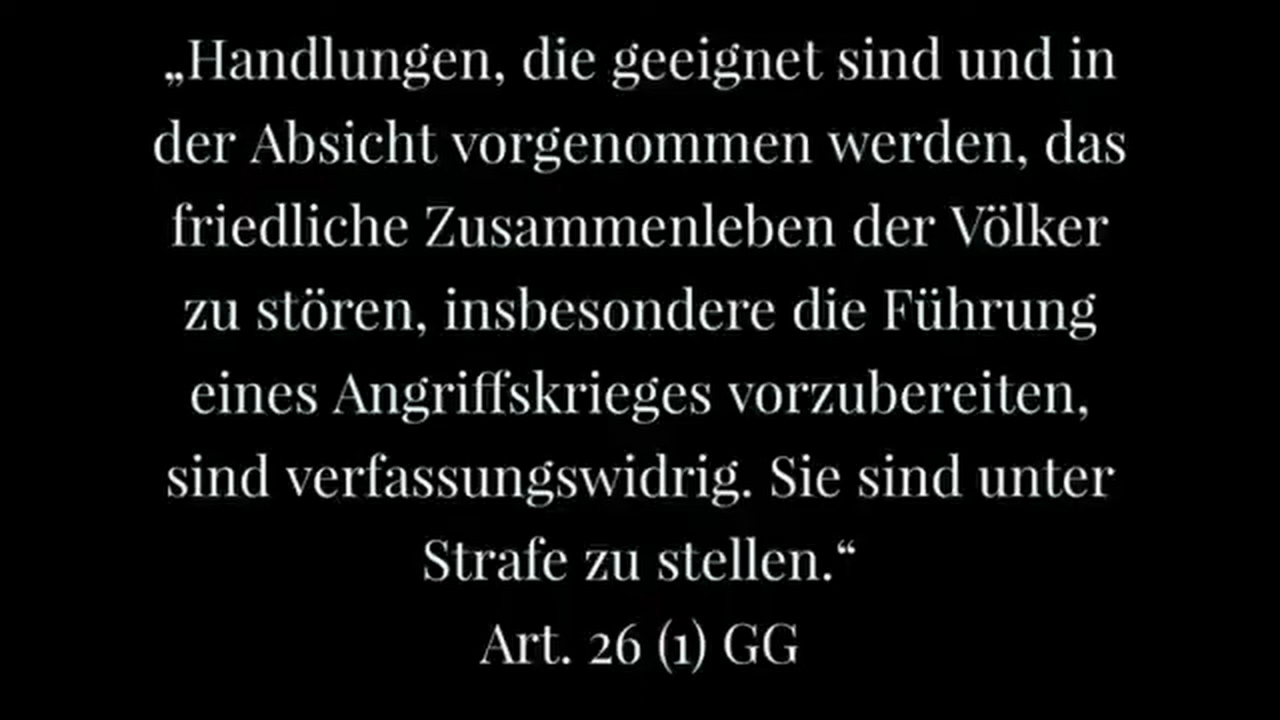 „Handlungen, die geeignet sind und in
der Absicht vorgenommen werden, das
friedliche Zusammenleben der Völker
zu stören, insbesondere die Führung
eines Angriffskrieges vorzubereiten,
sind verfassungswidrig. Sie sind unter
Strafe zu stellen.“
Art. 26 (1) GG